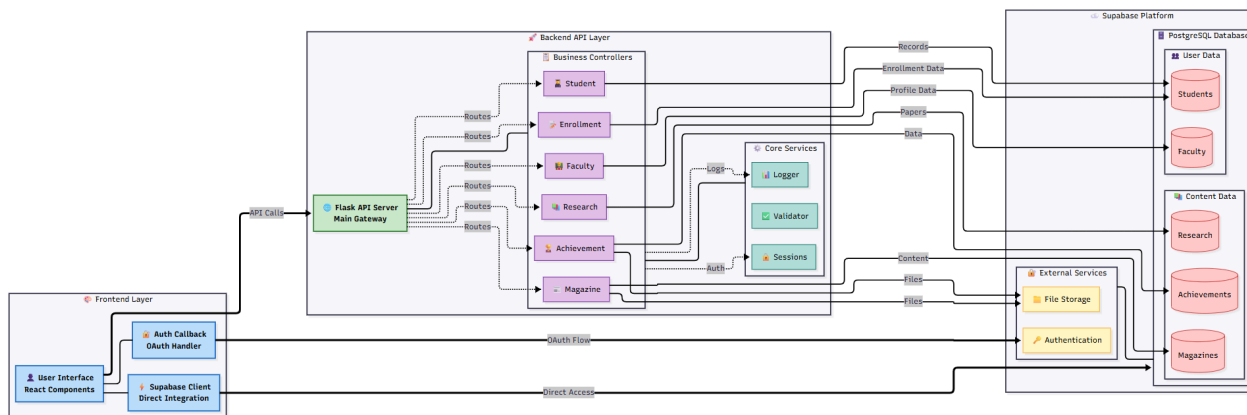 Supabase Platform
Backend API Layer
PostgreSQL Database
Records
Business Controllers
User Data
Student
Enrollment Data
Students
Profile Data
Routes
Papers
Enrollment
Routes
Data
Core Services
Faculty
Faculty
Routes
Logs
Logger
Routes
Content Data
Flask API Server
Main Gateway
API Calls
Research
Validator
Routes
Research
Achievement
Routes
Content
Sessions
Auth
External Services
Magazine
Files
File Storage
Achievements
Files
Frontend Layer
Auth Callback
OAuth Handler
OAuth Flow
Authentication
Magazines
User Interface
React Components
Supabase Client
Direct Integration
Direct Access